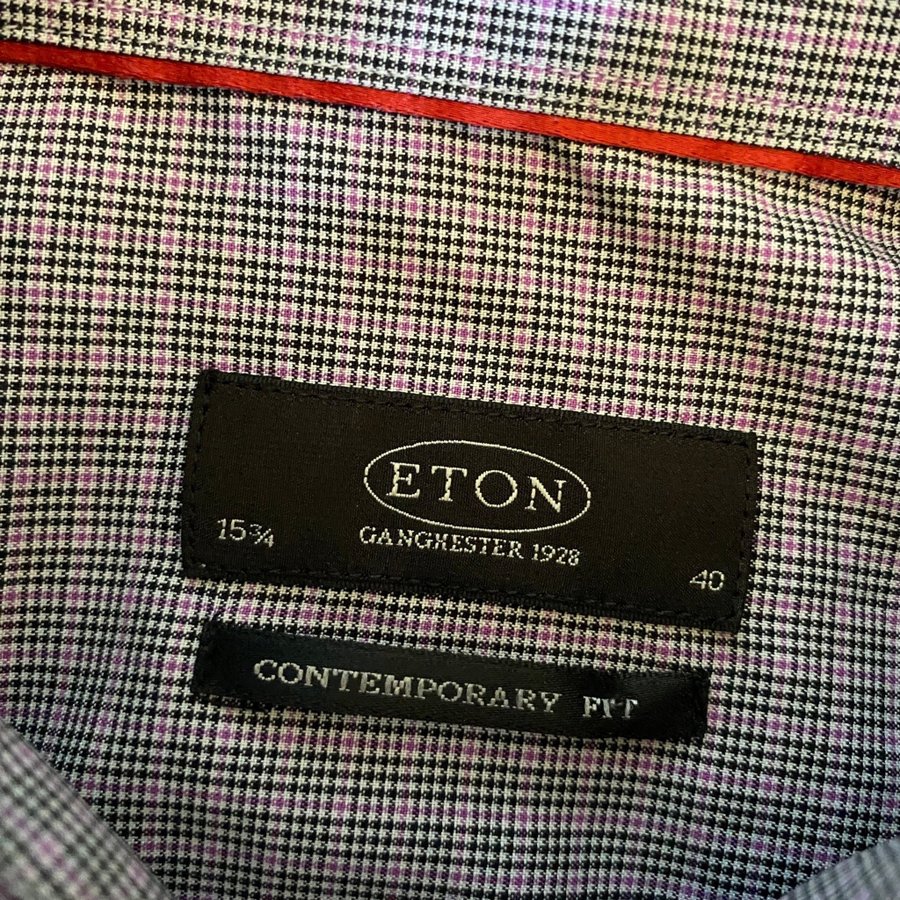 ETON
GANGHESTER 1928
15¾
40
CONTEMPORARY FIT